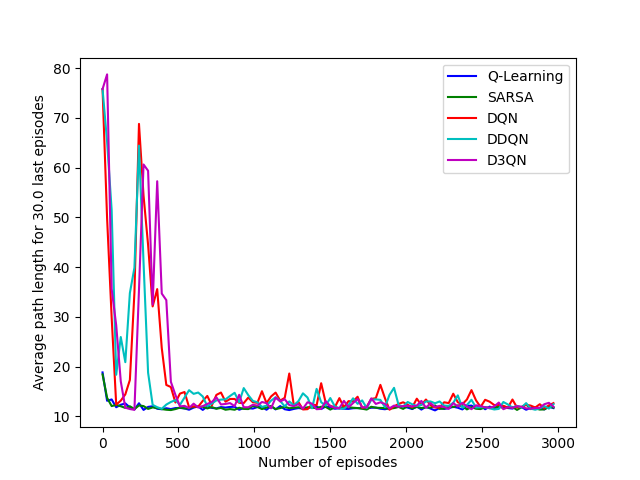 Average path length for 30.0 last episodes
80
70
60
50
40
30
20
10
0
500
1000
1500
2000
2500
3000
Number of episodes
Q-Learning
SARSA
DQN
DDQN
D3QN